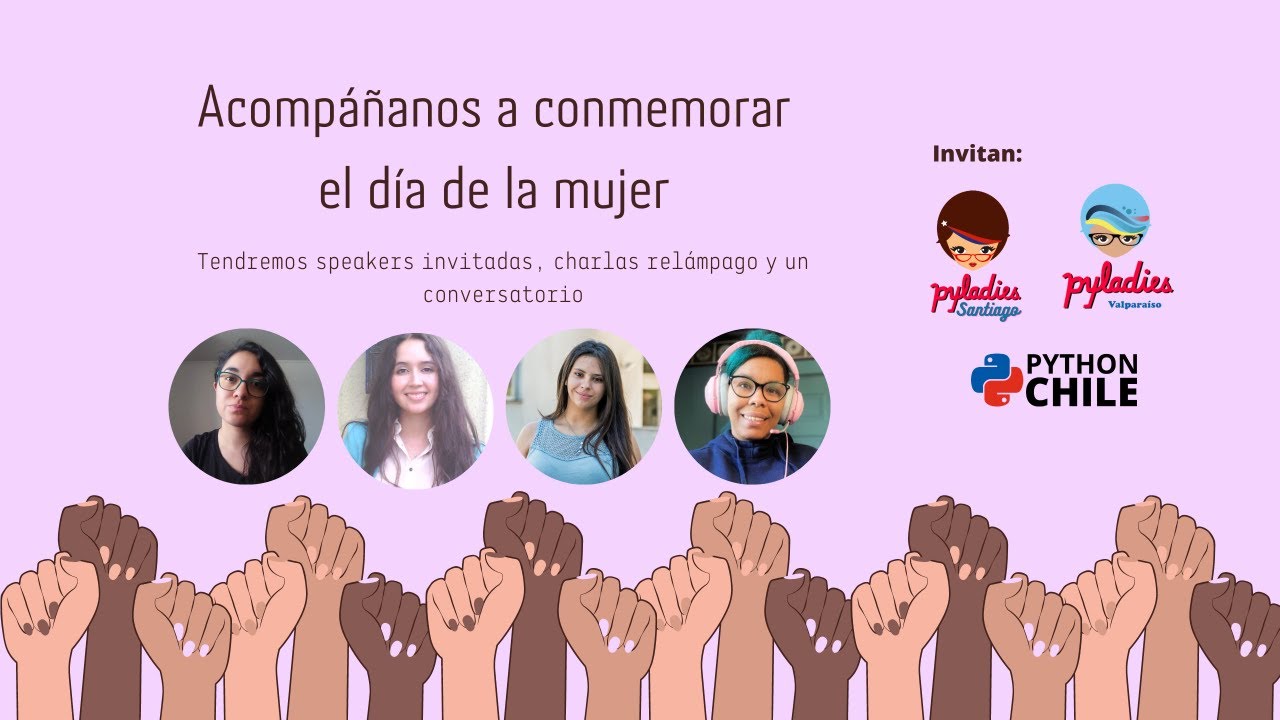 Acompáñanos a conmemorar
el día de la mujer
Tendremos speakers invitadas, charlas relámpago y un
conversatorio
Invitan:
pyladies
Santiago
pyladies
Valparaíso
PYTHON
CHILE